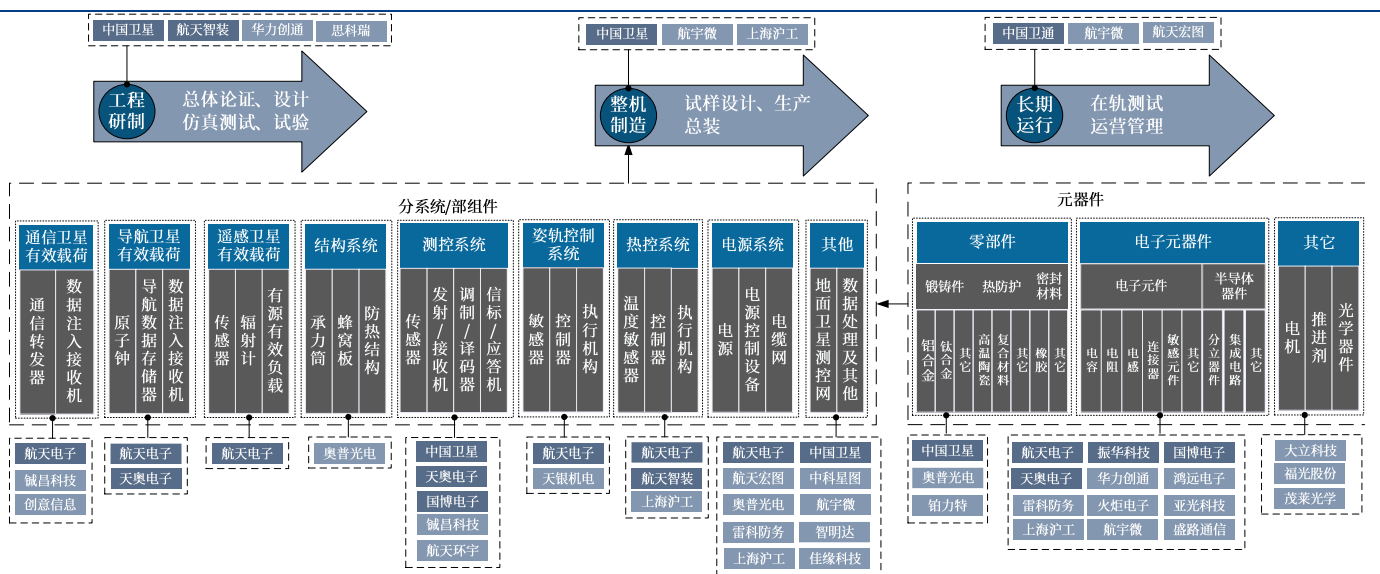 中国卫星
航天智装
华力创通
思科瑞
中国卫星
航宇微
上海沪工
中国卫通
航宇微
航天宏图
工程
研制
总体论证、设计
仿真测试、试验
整机
制造
试样设计、生产
总装
长期
运行
在轨测试
运营管理
分系统/部组件
通信卫星
有效载荷
通信转发器
数据注入接收机
导航卫星
有效载荷
原子钟
导航数据存储器
数据注入接收机
遥感卫星
有效载荷
传感器
辐射计
有源有效负载
结构系统
承力筒
蜂窝板
防热结构
测控系统
传感器
发射/接收机
调制/译码器
信标/应答机
姿轨控制
系统
敏感器
控制器
执行机构
热控系统
温度敏感器
控制器
执行机构
电源系统
电源
电源控制设备
电缆网
其他
地面卫星测控网
数据处理及其他
元器件
零部件
锻铸件
热防护
密封
材料
铝合金
钛合金
其它
高温陶瓷
复合材料
其它
橡胶
其它
电子元器件
电子元件
半导体
器件
电容
电阻
电感
连接器
敏感元件
其它
分立器件
集成电路
其它
其它
电机
推进剂
光学器件
航天电子
铖昌科技
创意信息
航天电子
天奥电子
航天电子
奥普光电
中国卫星
天奥电子
国博电子
铖昌科技
航天环宇
航天电子
天银机电
航天电子
航天智装
上海沪工
航天电子
中国卫星
航天宏图
中科星图
奥普光电
航宇微
雷科防务
智明达
上海沪工
佳缘科技
中国卫星
奥普光电
铂力特
航天电子
振华科技
国博电子
天奥电子
华力创通
鸿远电子
雷科防务
火炬电子
亚光科技
上海沪工
航宇微
盛路通信
大立科技
福光股份
茂莱光学